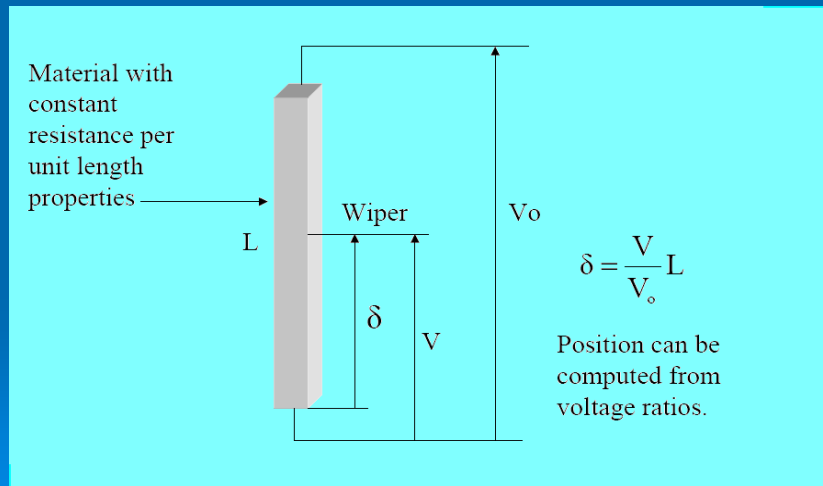 Material with
constant
resistance per
unit length
properties
L
Wiper
δ
V
Vo
δ = V/Vₒ L
Position can be
computed from
voltage ratios.